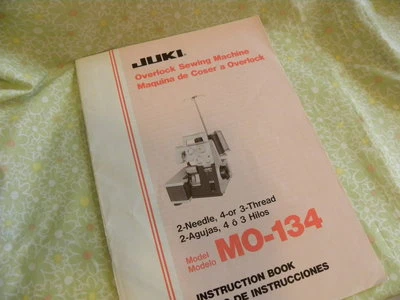 JUKI
Overlock Sewing Machine
Maquina de Coser a Overlock
2-Needle, 4-or 3-Thread
2-Agujas, 4 ó 3 Hilos
Model
Modelo
MO-134
INSTRUCTION BOOK
DE INSTRUCCIONES